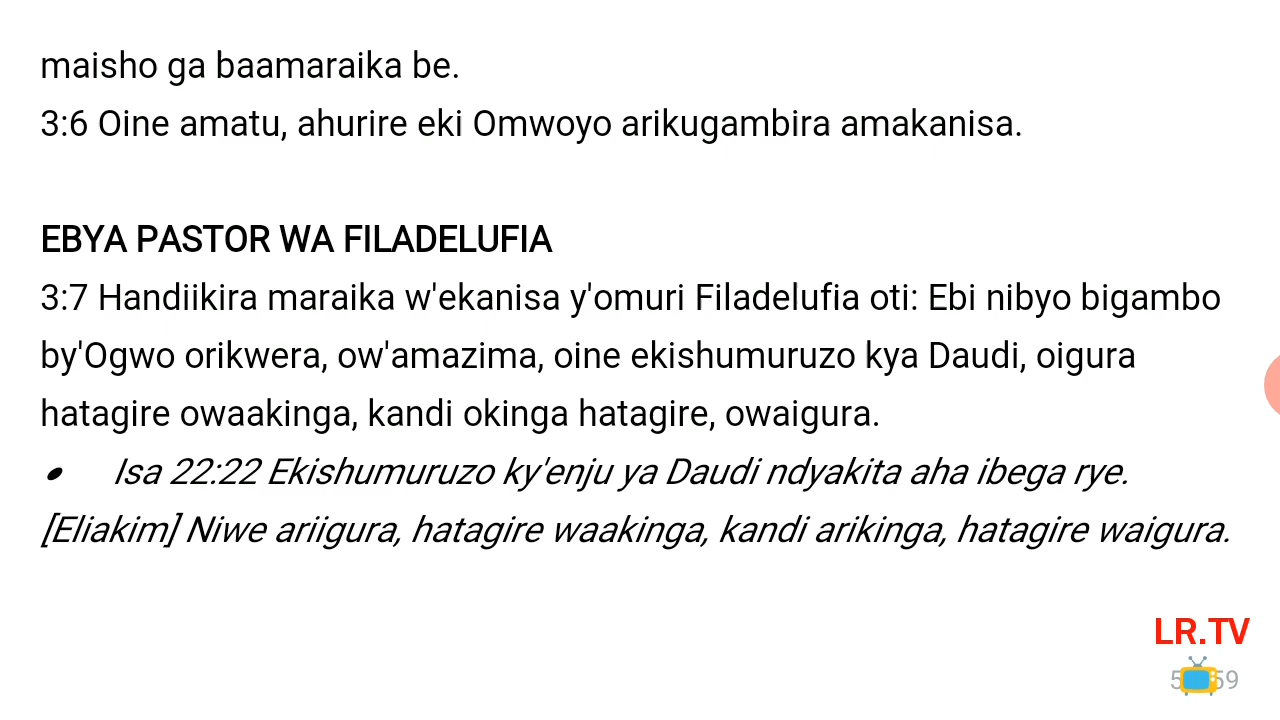 maisho ga baamaraika be.
3:6 Oine amatu, ahurire eki Omwoyo arikugambira amakanisa.
EBYA PASTOR WA FILADELUFIA
3:7 Handiikira maraika w'ekanisa y'omuri Filadelufia oti: Ebi nibyo bigambo
by'Ogwo orikwera, ow'amazima, oine ekishumuruzo kya Daudi, oigura
hatagire owaakinga, kandi okinga hatagire, owaigura.
• Isa 22:22 Ekishumuruzo ky'enju ya Daudi ndyakita aha ibega rye.
[Eliakim] Niwe ariigura, hatagire waakinga, kandi arikinga, hatagire waigura.
LR.TV